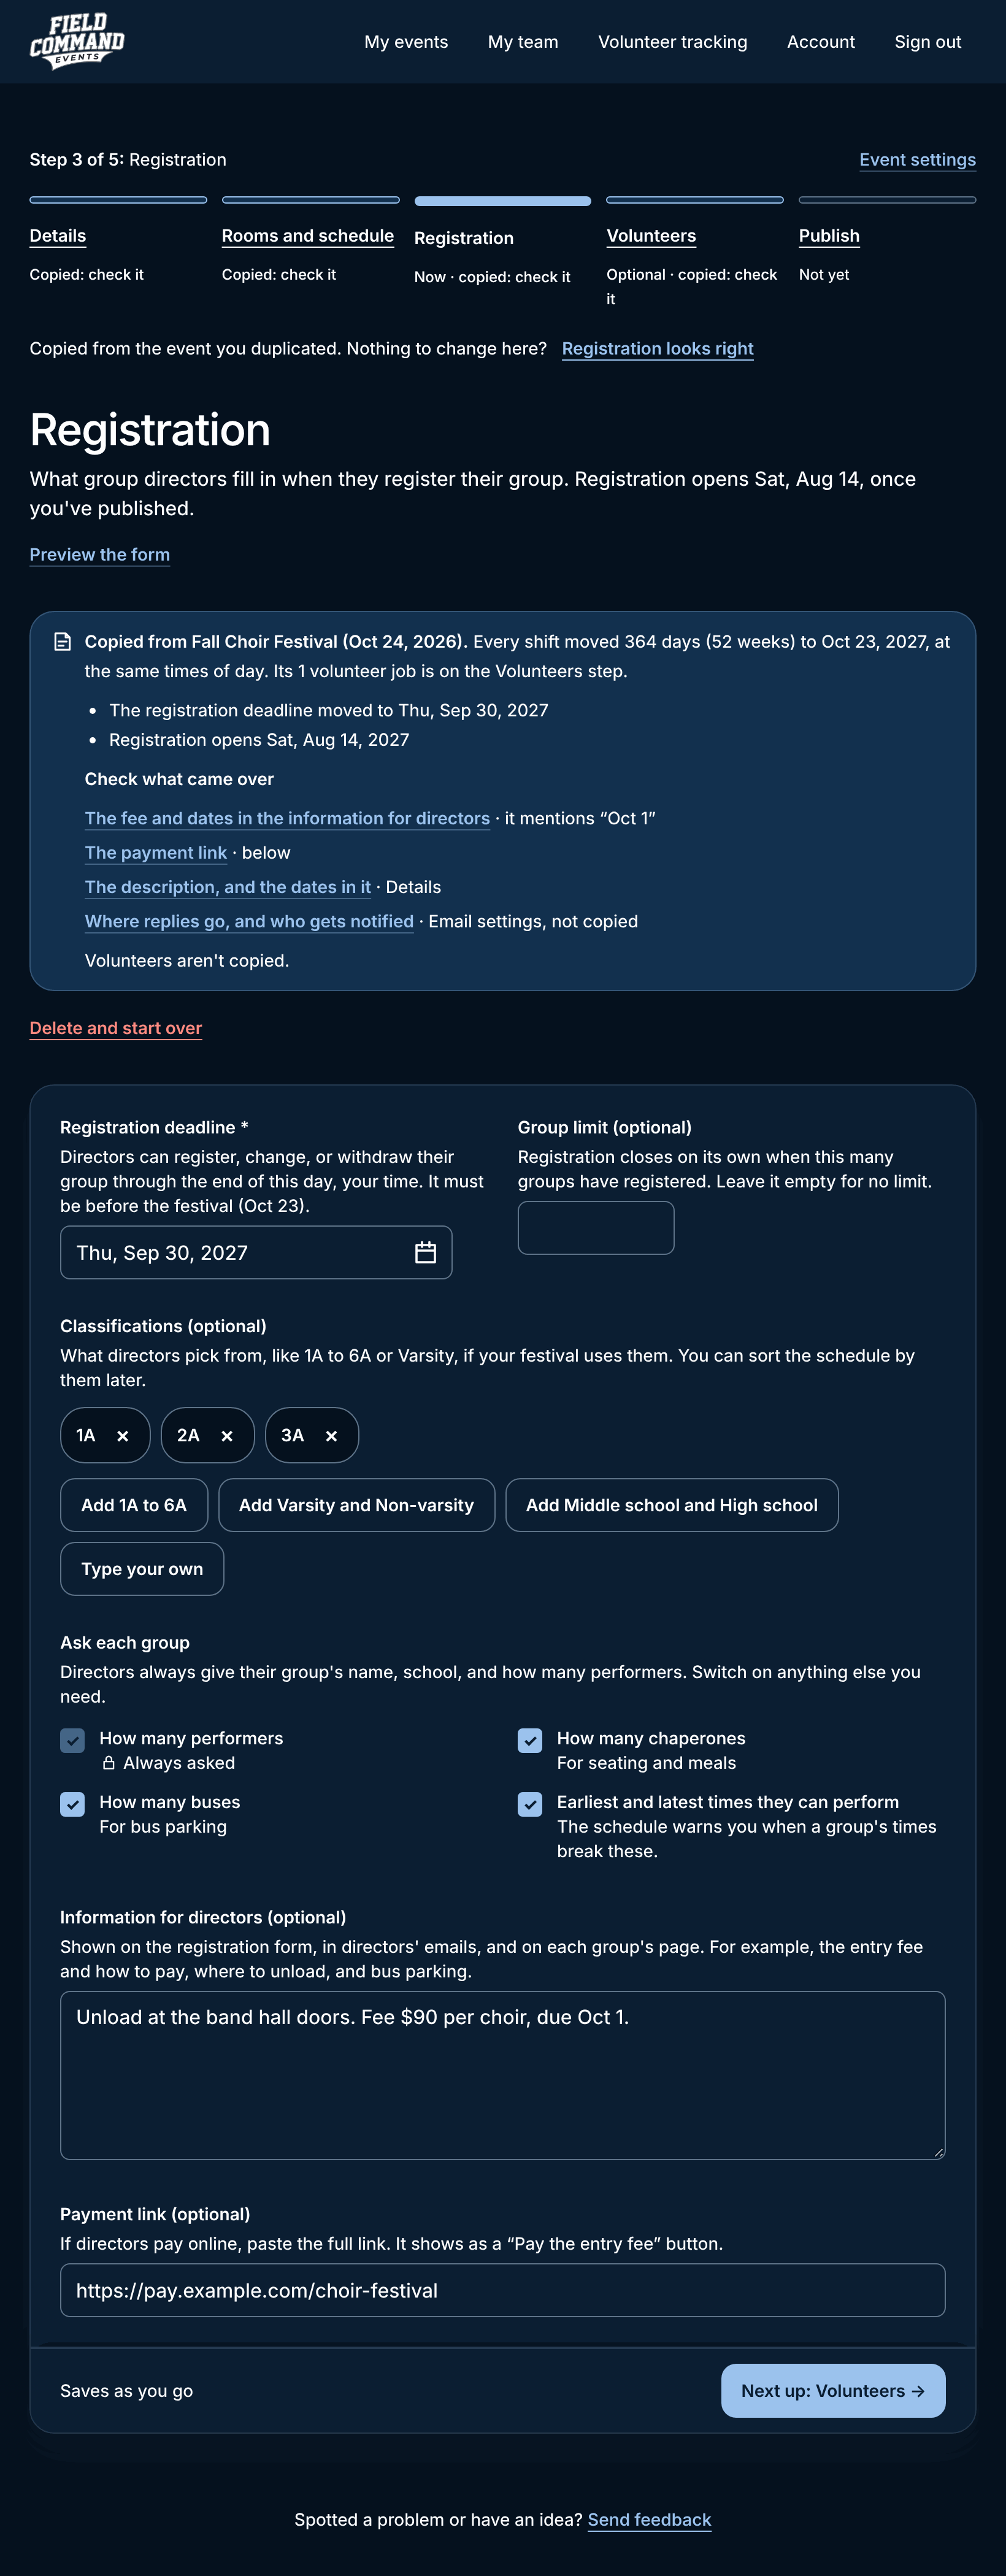 FIELD
COMMAND
EVENTS
My events
My team
Volunteer tracking
Account
Sign out
Step 3 of 5: Registration
Event settings
Details
Copied: check it
Rooms and schedule
Copied: check it
Registration
Now · copied: check it
Volunteers
Optional · copied: check
it
Publish
Not yet
Copied from the event you duplicated. Nothing to change here? Registration looks right
Registration
What group directors fill in when they register their group. Registration opens Sat, Aug 14, once
you've published.
Preview the form
Copied from Fall Choir Festival (Oct 24, 2026). Every shift moved 364 days (52 weeks) to Oct 23, 2027, at
the same times of day. Its 1 volunteer job is on the Volunteers step.
• The registration deadline moved to Thu, Sep 30, 2027
• Registration opens Sat, Aug 14, 2027
Check what came over
The fee and dates in the information for directors · it mentions “Oct 1”
The payment link · below
The description, and the dates in it · Details
Where replies go, and who gets notified · Email settings, not copied
Volunteers aren't copied.
Delete and start over
Registration deadline *
Directors can register, change, or withdraw their
group through the end of this day, your time. It must
be before the festival (Oct 23).
Thu, Sep 30, 2027
Group limit (optional)
Registration closes on its own when this many
groups have registered. Leave it empty for no limit.
Classifications (optional)
What directors pick from, like 1A to 6A or Varsity, if your festival uses them. You can sort the schedule by
them later.
1A ×
2A ×
3A ×
Add 1A to 6A
Add Varsity and Non-varsity
Add Middle school and High school
Type your own
Ask each group
Directors always give their group's name, school, and how many performers. Switch on anything else you
need.
How many performers
Always asked
How many chaperones
For seating and meals
How many buses
For bus parking
Earliest and latest times they can perform
The schedule warns you when a group's times
break these.
Information for directors (optional)
Shown on the registration form, in directors' emails, and on each group's page. For example, the entry fee
and how to pay, where to unload, and bus parking.
Unload at the band hall doors. Fee $90 per choir, due Oct 1.
Payment link (optional)
If directors pay online, paste the full link. It shows as a “Pay the entry fee” button.
https://pay.example.com/choir-festival
Saves as you go
Next up: Volunteers →
Spotted a problem or have an idea? Send feedback